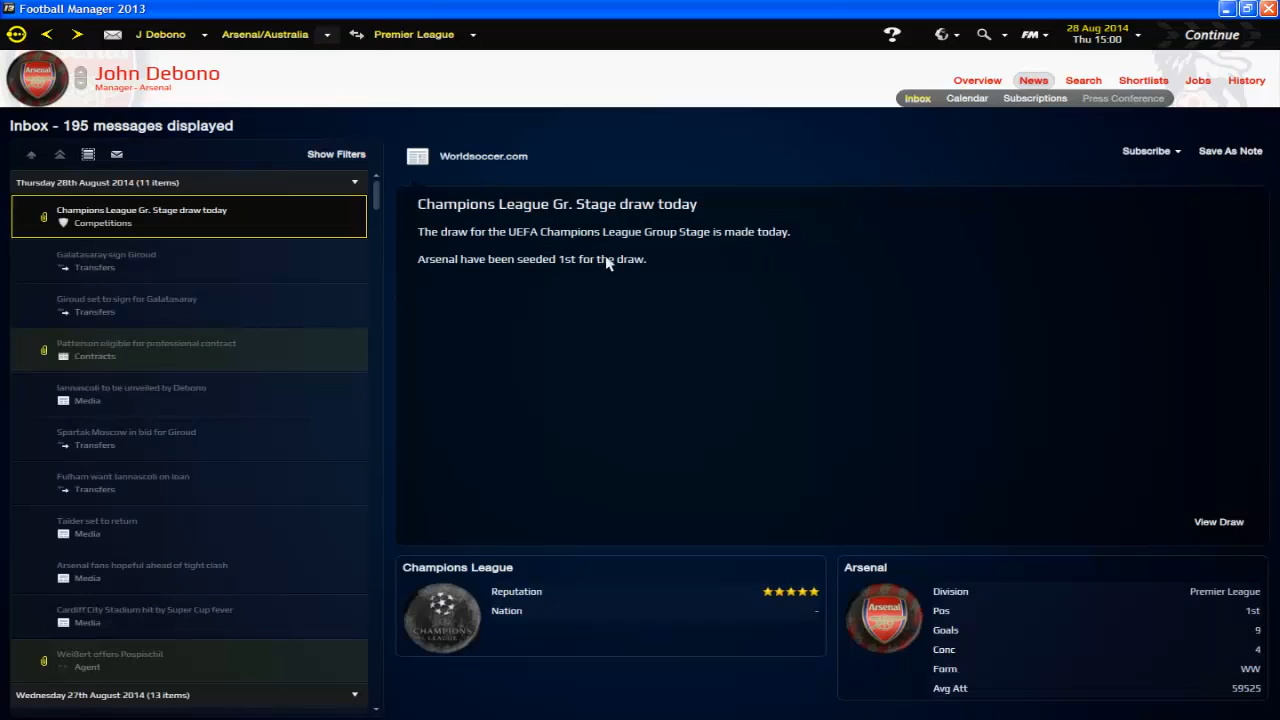 Football Manager 2013
J Debono
Arsenal/Australia
Premier League
28 Aug 2014
Thu 15:00
Continue
John Debono
Manager - Arsenal
Overview News Search Shortlists Jobs History
Inbox Calendar Subscriptions Press Conference
Inbox - 195 messages displayed
Show Filters
Thursday 28th August 2014 (11 items)
Champions League Gr. Stage draw today
Competitions
Galatasaray sign Giroud
Transfers
Giroud set to sign for Galatasaray
Transfers
Patterson eligible for professional contract
Contracts
Iannascoli to be unveiled by Debono
Media
Spartak Moscow in bid for Giroud
Transfers
Fulham want Iannascoli on loan
Transfers
Taider set to return
Media
Arsenal fans hopeful ahead of tight clash
Media
Cardiff City Stadium hit by Super Cup fever
Media
Weißert offers Pospischil
Agent
Wednesday 27th August 2014 (13 items)
Worldsoccer.com
Subscribe Save As Note
Champions League Gr. Stage draw today
The draw for the UEFA Champions League Group Stage is made today.
Arsenal have been seeded 1st for the draw.
View Draw
Champions League
CHAMPIONS
LEAGUE
Reputation
Nation -
Arsenal
Arsenal
Division Premier League
Pos 1st
Goals 9
Conc 4
Form WW
Avg Att 59525